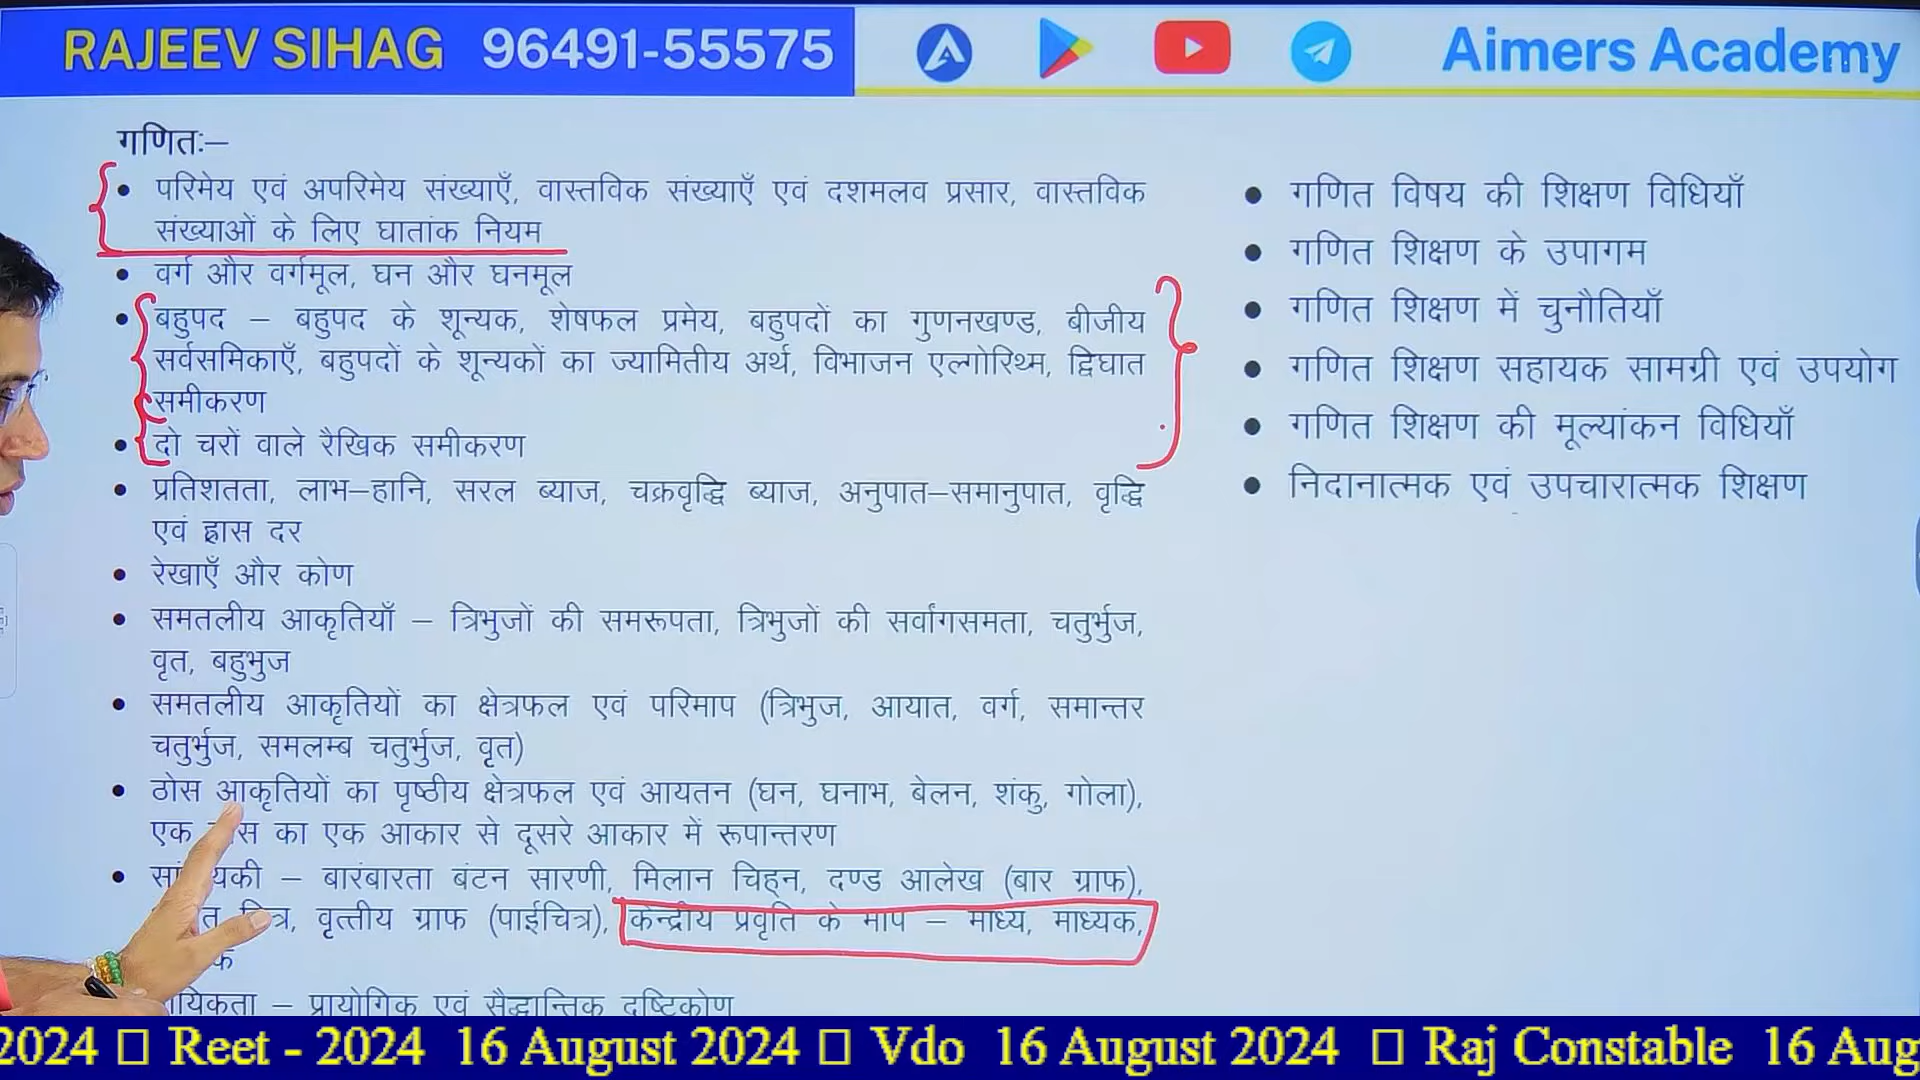 RAJEEV SIHAG 96491-55575
Aimers Academy
गणितः–
• परिमेय एवं अपरिमेय संख्याएँ, वास्तविक संख्याएँ एवं दशमलव प्रसार, वास्तविक
संख्याओं के लिए घातांक नियम
• वर्ग और वर्गमूल, घन और घनमूल
• बहुपद – बहुपद के शून्यक, शेषफल प्रमेय, बहुपदों का गुणनखण्ड, बीजीय
सर्वसमिकाएँ, बहुपदों के शून्यकों का ज्यामितीय अर्थ, विभाजन एल्गोरिथ्म, द्विघात
समीकरण
• दो चरों वाले रैखिक समीकरण
• प्रतिशतता, लाभ–हानि, सरल ब्याज, चक्रवृद्धि ब्याज, अनुपात–समानुपात, वृद्धि
एवं ह्रास दर
• रेखाएँ और कोण
• समतलीय आकृतियाँ – त्रिभुजों की समरूपता, त्रिभुजों की सर्वांगसमता, चतुर्भुज,
वृत, बहुभुज
• समतलीय आकृतियों का क्षेत्रफल एवं परिमाप (त्रिभुज, आयात, वर्ग, समान्तर
चतुर्भुज, समलम्ब चतुर्भुज, वृत)
• ठोस आकृतियों का पृष्ठीय क्षेत्रफल एवं आयतन (घन, घनाभ, बेलन, शंकु, गोला),
एक का एक आकार से दूसरे आकार में रूपान्तरण
• – बारंबारता बंटन सारणी, मिलान चिह्न, दण्ड आलेख (बार ग्राफ),
वृत्तीय ग्राफ (पाईचित्र), केन्द्रीय प्रवृति के माप – माध्य, माध्यक,
– प्रायोगिक एवं सैद्धान्तिक दृष्टिकोण
• गणित विषय की शिक्षण विधियाँ
• गणित शिक्षण के उपागम
• गणित शिक्षण में चुनौतियाँ
• गणित शिक्षण सहायक सामग्री एवं उपयोग
• गणित शिक्षण की मूल्यांकन विधियाँ
• निदानात्मक एवं उपचारात्मक शिक्षण
2024 Reet - 2024 16 August 2024 Vdo 16 August 2024 Raj Constable 16 Aug